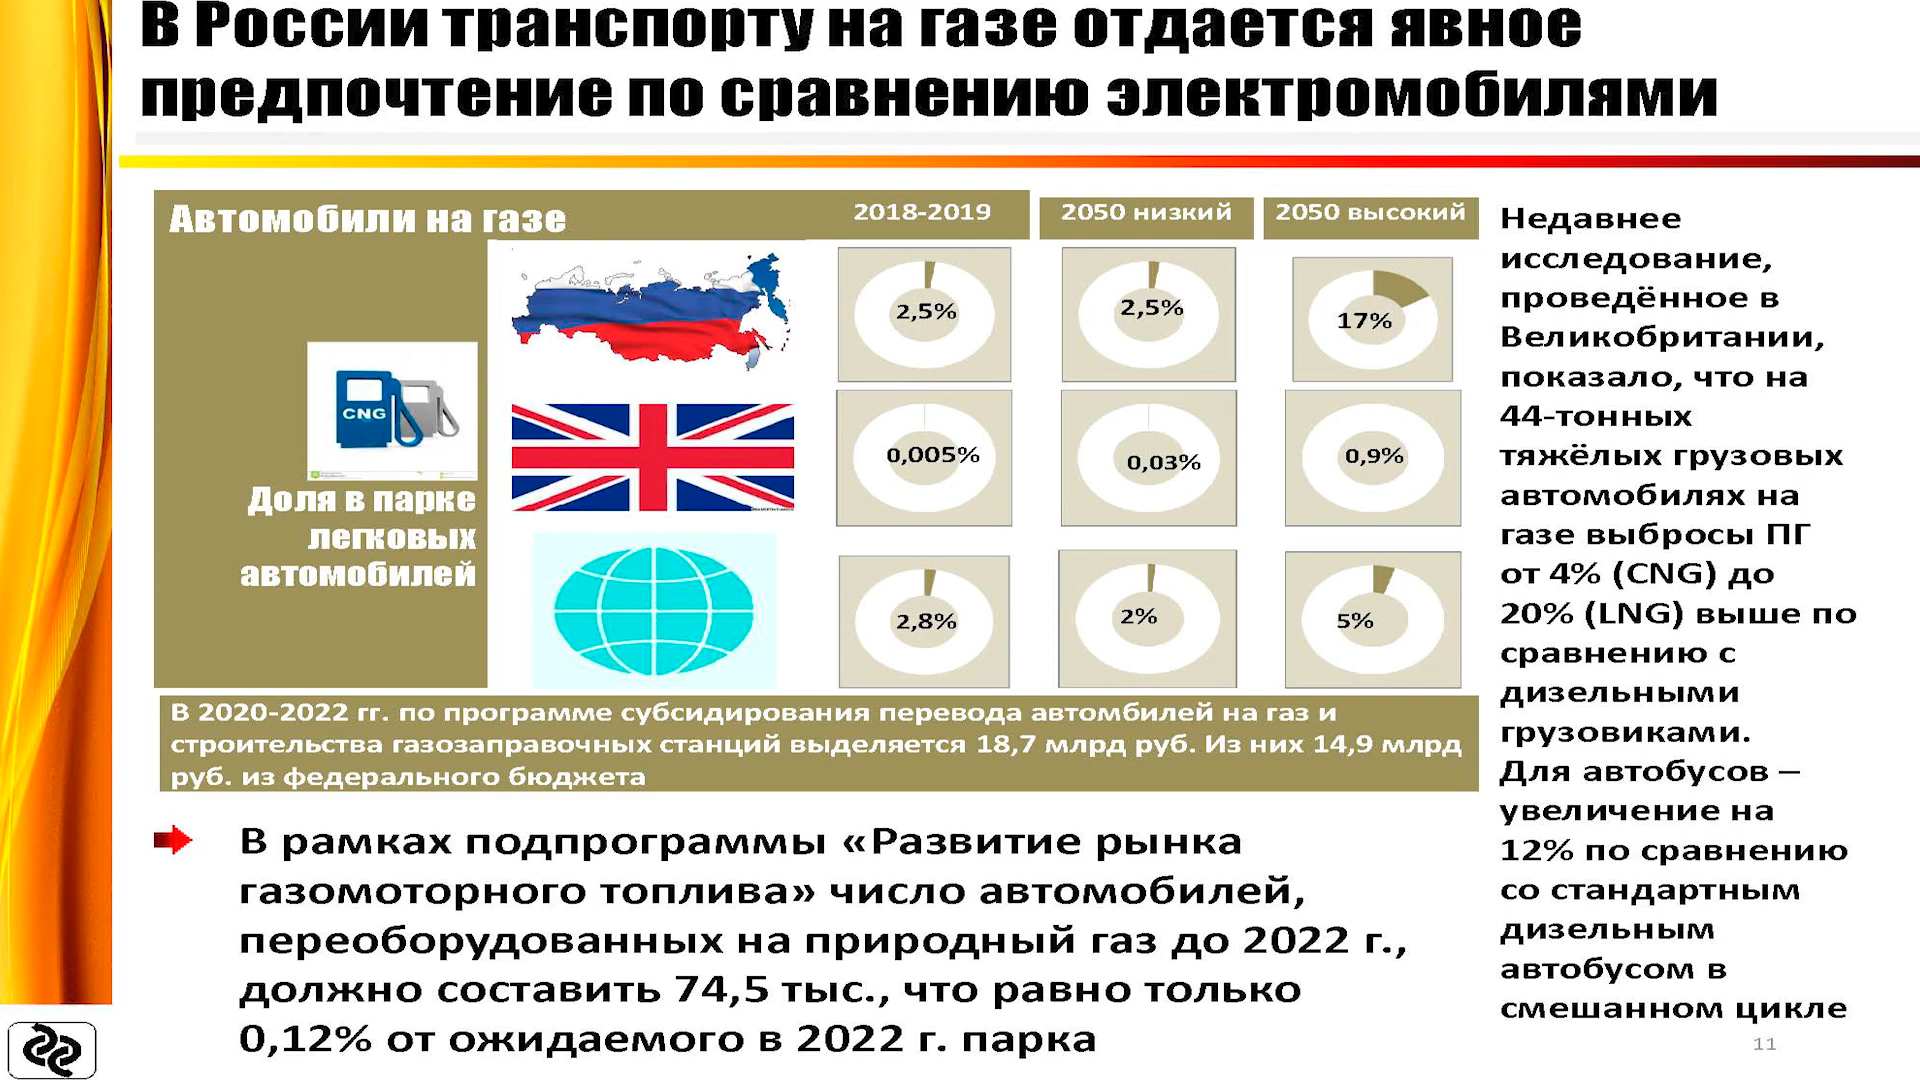 В России транспорту на газе отдается явное
предпочтение по сравнению электромобилями
Автомобили на газе
2018-2019
2050 низкий
2050 высокий
2,5%
2,5%
17%
CNG
0,005%
0,03%
0,9%
Доля в парке
легковых
автомобилей
2,8%
2%
5%
В 2020-2022 гг. по программе субсидирования перевода автомбилей на газ и
строительства газозаправочных станций выделяется 18,7 млрд руб. Из них 14,9 млрд
руб. из федерального бюджета
В рамках подпрограммы «Развитие рынка
газомоторного топлива» число автомобилей,
переоборудованных на природный газ до 2022 г.,
должно составить 74,5 тыс., что равно только
0,12% от ожидаемого в 2022 г. парка
Недавнее
исследование,
проведённое в
Великобритании,
показало, что на
44-тонных
тяжёлых грузовых
автомобилях на
газе выбросы ПГ
от 4% (CNG) до
20% (LNG) выше по
сравнению с
дизельными
грузовиками.
Для автобусов –
увеличение на
12% по сравнению
со стандартным
дизельным
автобусом в
смешанном цикле
11